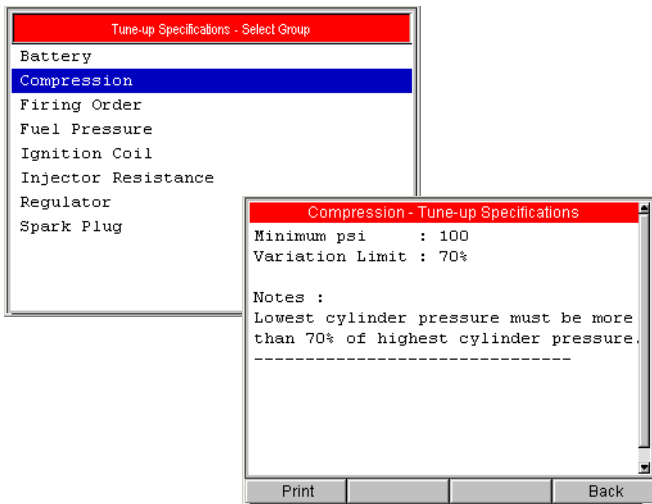 Tune-up Specifications - Select Group
Battery
Compression
Firing Order
Fuel Pressure
Ignition Coil
Injector Resistance
Regulator
Spark Plug
Compression - Tune-up Specifications
Minimum psi : 100
Variation Limit : 70%
Notes :
Lowest cylinder pressure must be more
than 70% of highest cylinder pressure.
-------------------------------
Print
Back